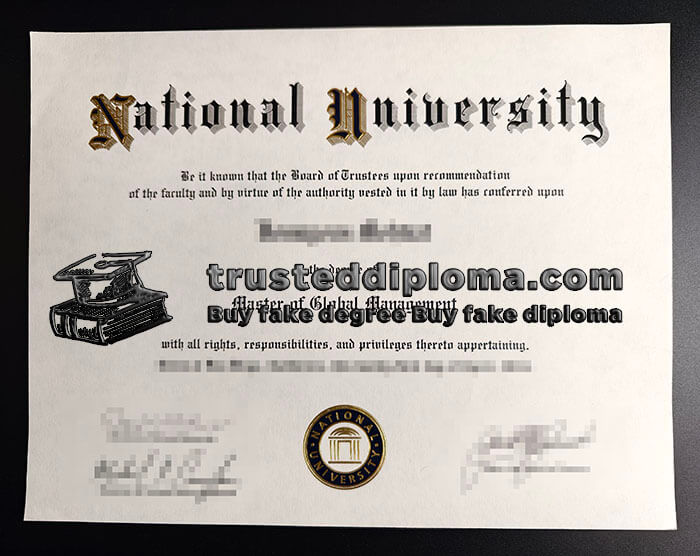 National University
Be it known that the Board of Trustees upon recommendation
of the faculty and by virtue of the authority vested in it by law has conferred upon
trusteddiploma.com
Master of Global Management
Buy fake degree Buy fake diploma
with all rights, responsibilities, and privileges thereto appertaining.
NATIONAL
UNIVERSITY